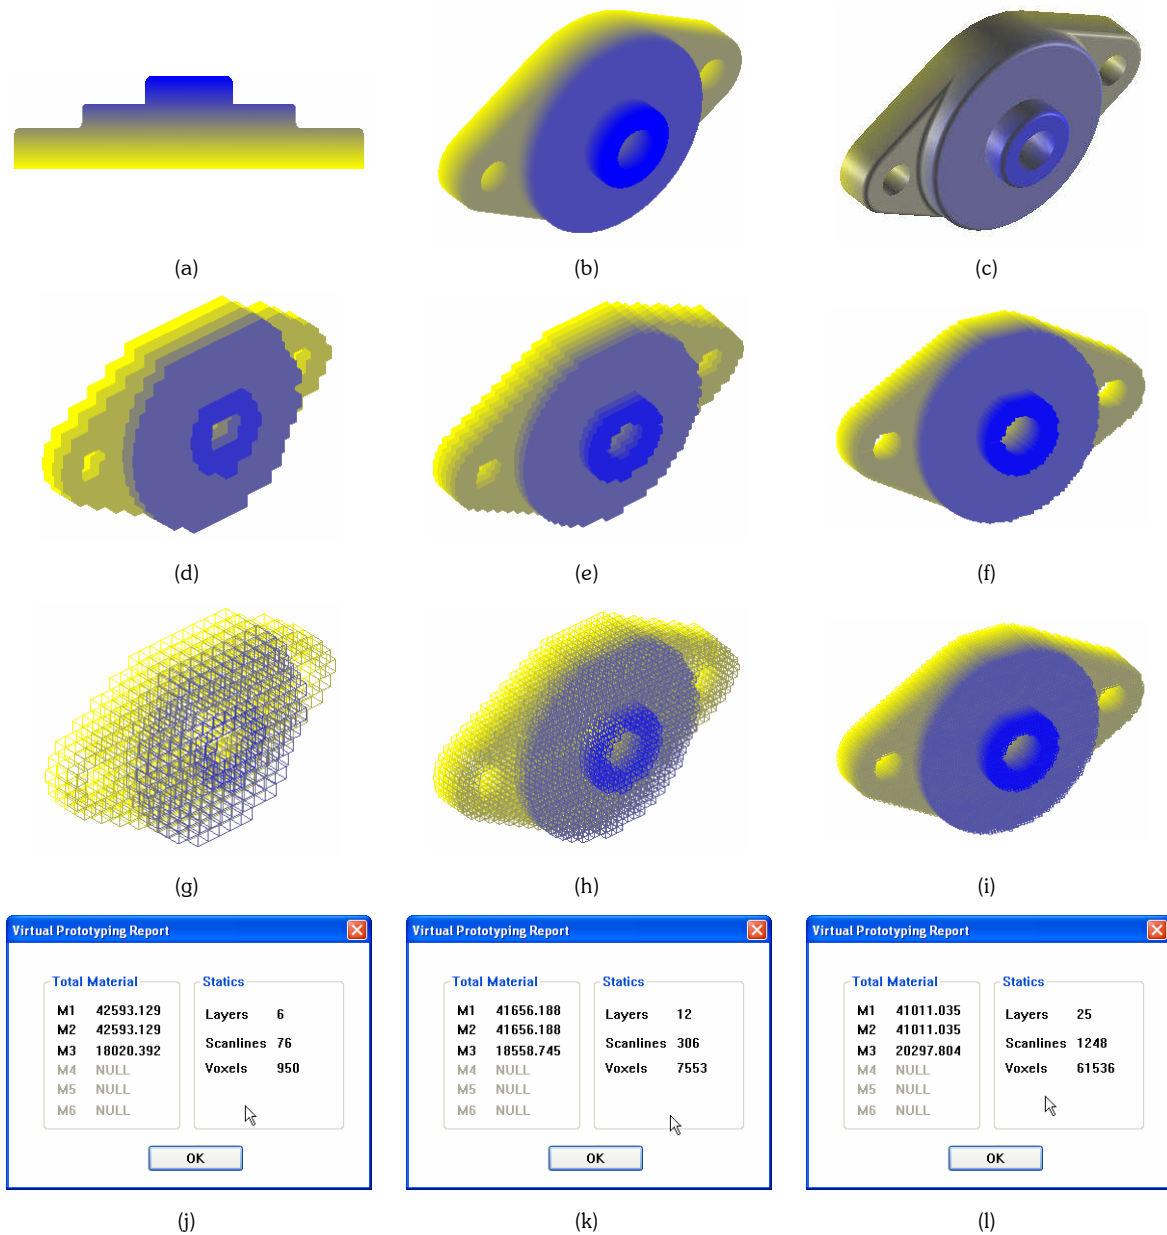 (a)
(b)
(c)
(d)
(e)
(f)
(g)
(h)
(i)
Virtual Prototyping Report
Total Material
M1 42593.129
M2 42593.129
M3 18020.392
M4 NULL
M5 NULL
M6 NULL
Statics
Layers 6
Scanlines 76
Voxels 950
OK
(j)
Virtual Prototyping Report
Total Material
M1 41656.188
M2 41656.188
M3 18558.745
M4 NULL
M5 NULL
M6 NULL
Statics
Layers 12
Scanlines 306
Voxels 7553
OK
(k)
Virtual Prototyping Report
Total Material
M1 41011.035
M2 41011.035
M3 20297.804
M4 NULL
M5 NULL
M6 NULL
Statics
Layers 25
Scanlines 1248
Voxels 61536
OK
(l)